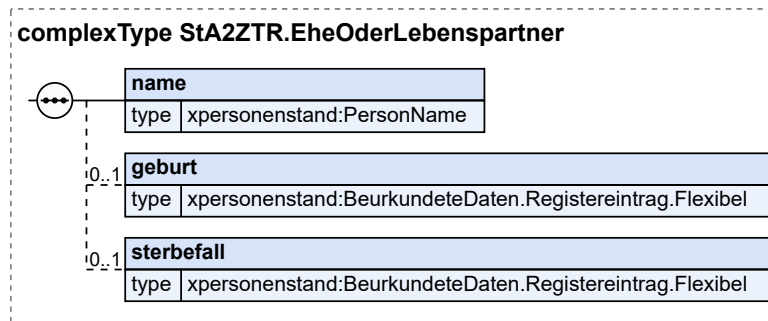 complexType StA2ZTR.EheOderLebenspartner
name
type xpersonenstand:PersonName
0..1 geburt
type xpersonenstand:BeurkundeteDaten.Registereintrag.Flexibel
0..1 sterbefall
type xpersonenstand:BeurkundeteDaten.Registereintrag.Flexibel